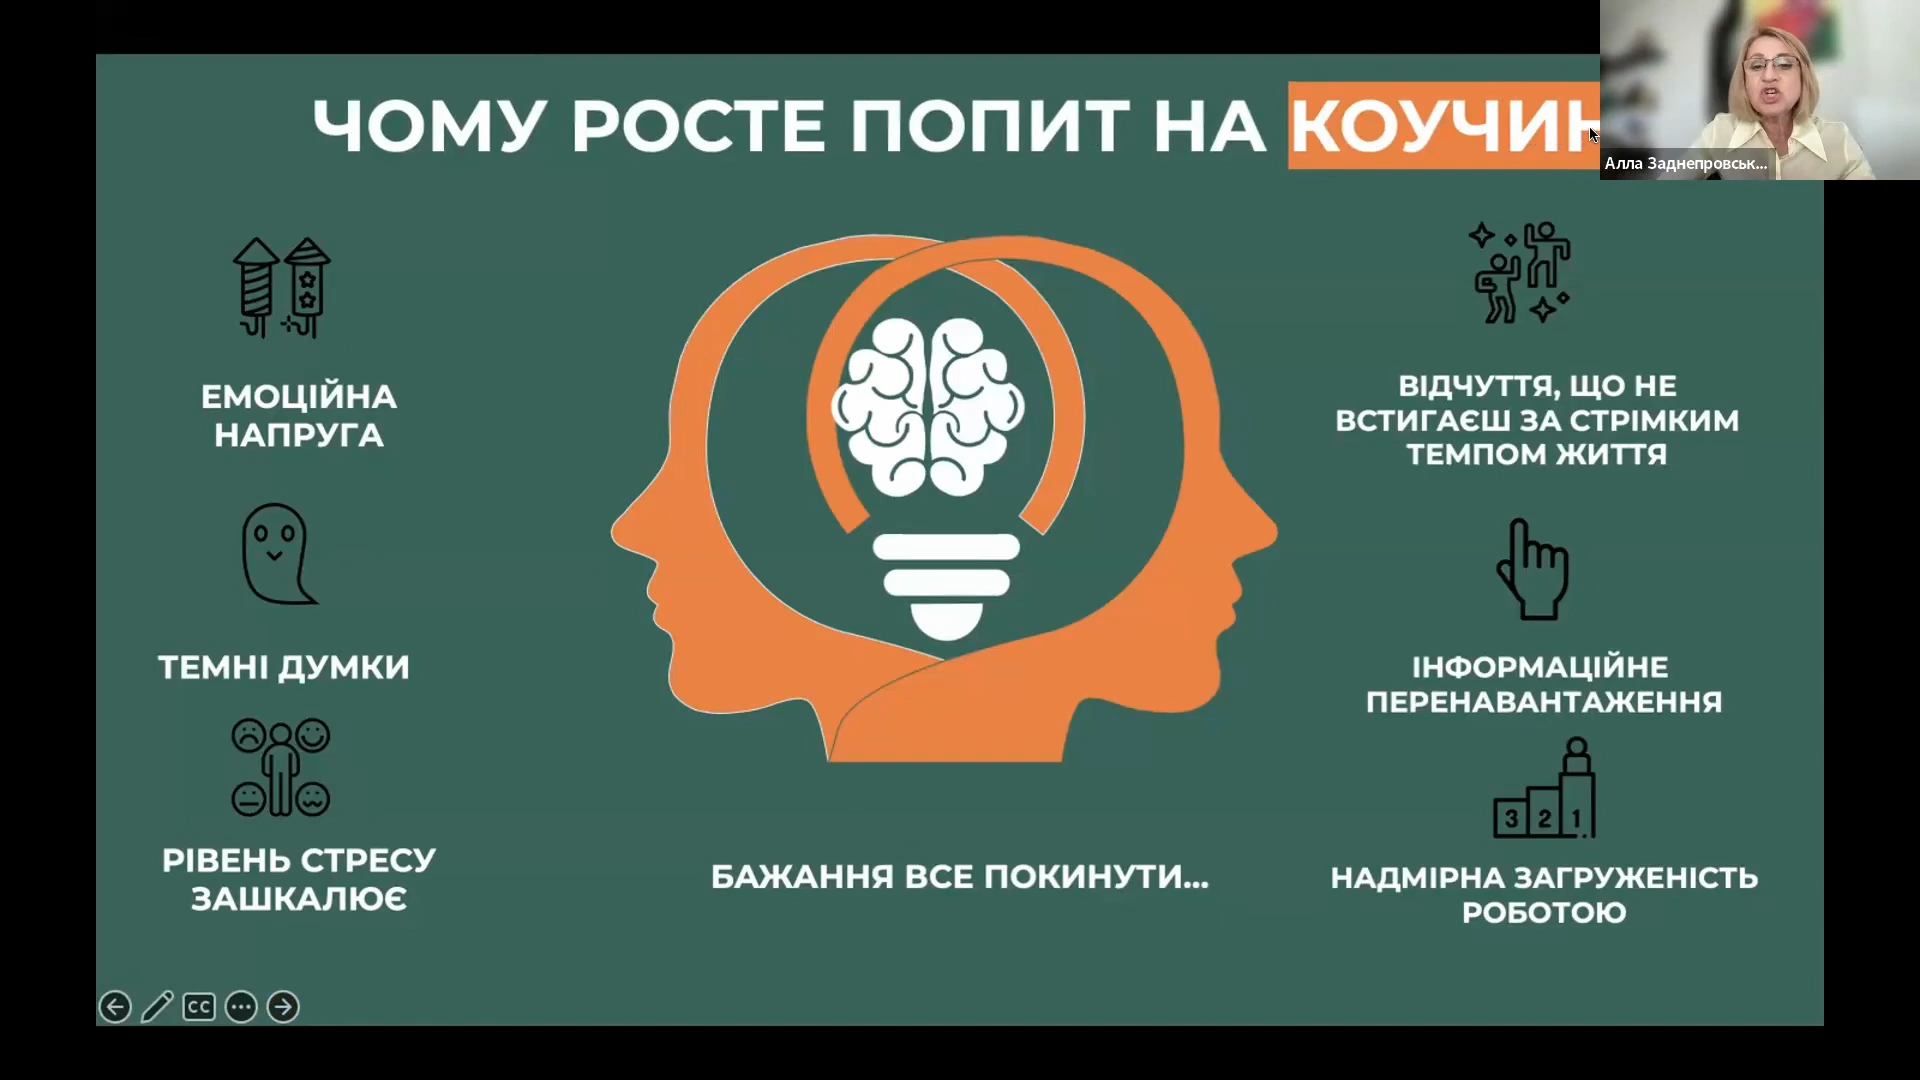 ЧОМУ РОСТЕ ПОПИТ НА
Алла Заднепровськ...
ЕМОЦІЙНА
НАПРУГА
ТЕМНІ ДУМКИ
РІВЕНЬ СТРЕСУ
ЗАШКАЛЮЄ
БАЖАННЯ ВСЕ ПОКИНУТИ...
ВІДЧУТТЯ, ЩО НЕ
ВСТИГАЄШ ЗА СТРІМКИМ
ТЕМПОМ ЖИТТЯ
ІНФОРМАЦІЙНЕ
ПЕРЕНАВАНТАЖЕННЯ
3 2 1
НАДМІРНА ЗАГРУЖЕНІСТЬ
РОБОТОЮ
CC